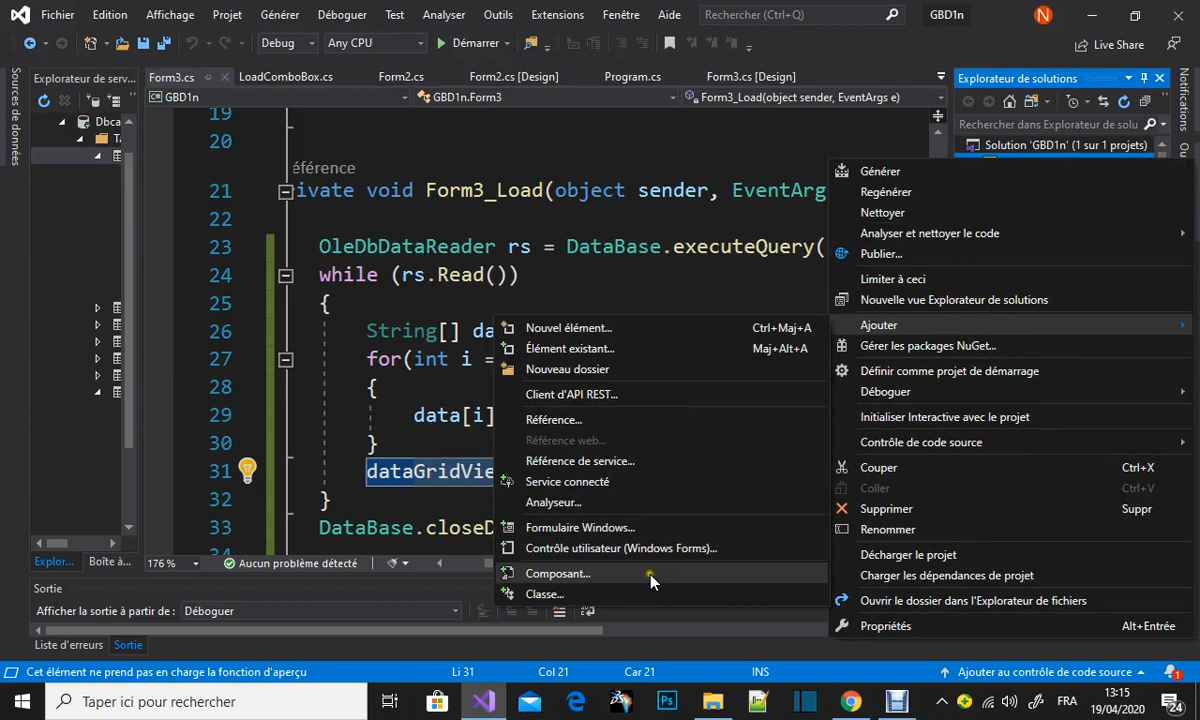 Fichier Edition Affichage Projet Générer Déboguer Test Analyser Outils Extensions Fenêtre Aide Rechercher (Ctrl+Q) GBD1n N
Debug Any CPU Démarrer Live Share
Sources de données
Explorateur de serv...
Form3.cs LoadComboBox.cs Form2.cs Form2.cs [Design] Program.cs Form3.cs [Design]
Explorateur de solutions
Notifications
GBD1n GBD1n.Form3 Form3_Load(object sender, EventArgs e)
Dbca
Rechercher dans Explorateur de solu
Solution 'GBD1n' (1 sur 1 projets)
19
20
éférence
21 ivate void Form3_Load(object sender, EventArg
22
23 OleDbDataReader rs = DataBase.executeQuery(
24 while (rs.Read())
25 {
26 String[] da
27 for(int i =
28 {
29 data[i]
30 }
31 dataGridVie
32 }
33 DataBase.closeD
Nouvel élément... Ctrl+Maj+A
Élément existant... Maj+Alt+A
Nouveau dossier
Client d'API REST...
Référence...
Référence web...
Référence de service...
Service connecté
Analyseur...
Formulaire Windows...
Contrôle utilisateur (Windows Forms)...
Composant...
Classe...
Générer
Regénérer
Nettoyer
Analyser et nettoyer le code
Publier...
Limiter à ceci
Nouvelle vue Explorateur de solutions
Ajouter
Gérer les packages NuGet...
Définir comme projet de démarrage
Déboguer
Initialiser Interactive avec le projet
Contrôle de code source
Couper Ctrl+X
Coller Ctrl+V
Supprimer Suppr
Renommer
Décharger le projet
Charger les dépendances de projet
Ouvrir le dossier dans l'Explorateur de fichiers
Propriétés Alt+Entrée
Explor... Boîte à...
176 % Aucun problème détecté
Sortie
Afficher la sortie à partir de : Déboguer
Liste d'erreurs Sortie
Cet élément ne prend pas en charge la fonction d'aperçu Li 31 Col 21 Car 21 INS Ajouter au contrôle de code source 1
Taper ici pour rechercher
FRA 13:15
19/04/2020 24